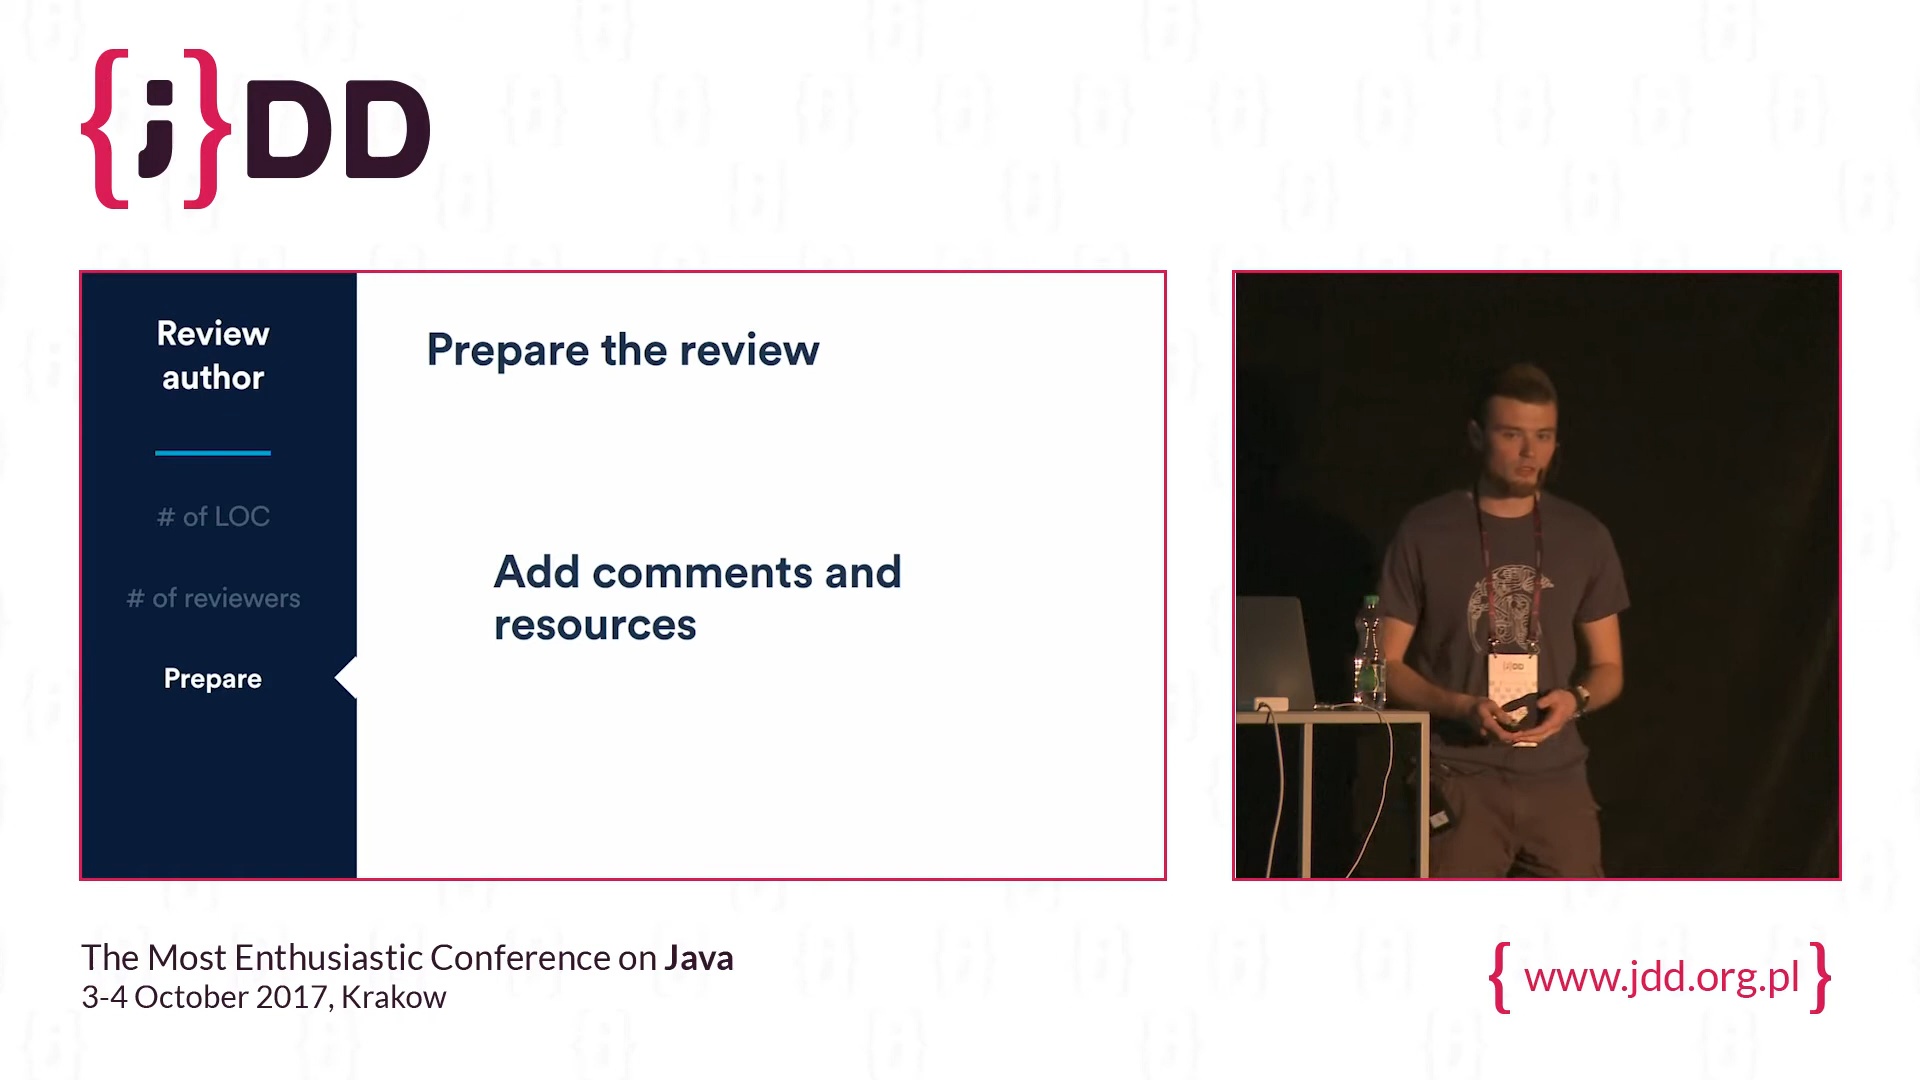 {j}DD
Review
author
# of LOC
# of reviewers
Prepare
Prepare the review
Add comments and
resources
{j}DD
The Most Enthusiastic Conference on Java
3-4 October 2017, Krakow
{ www.jdd.org.pl }